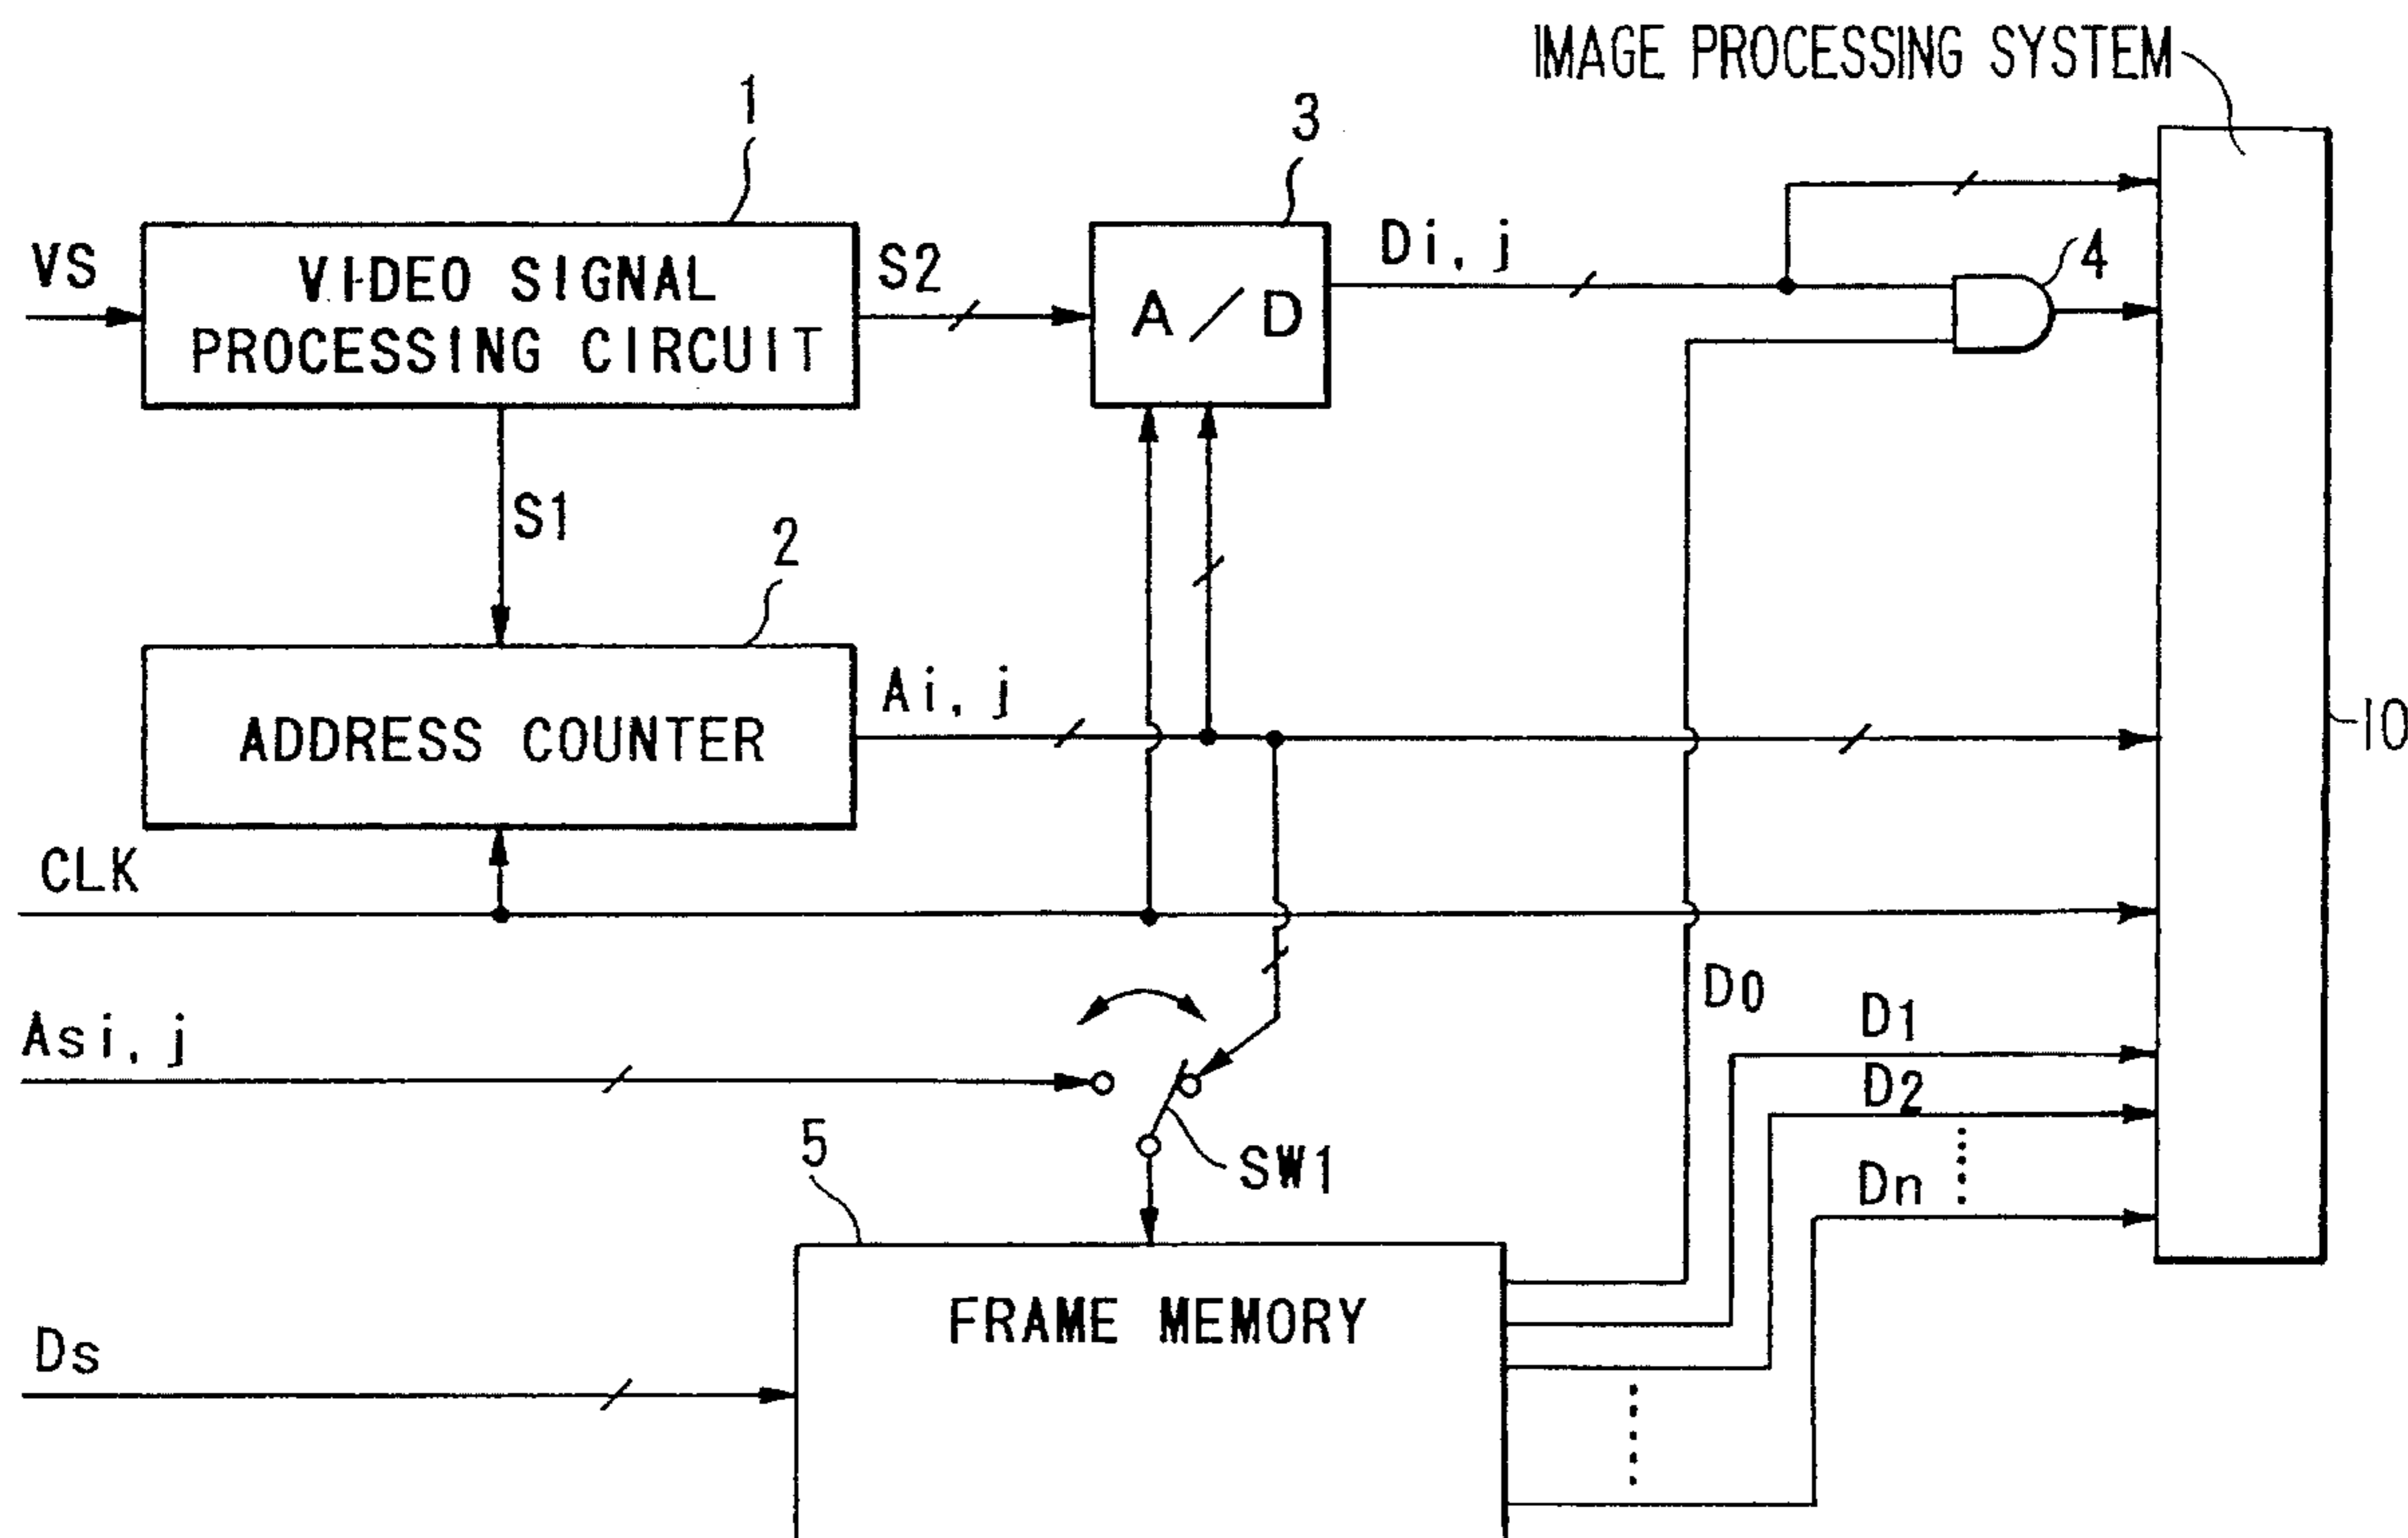 IMAGE PROCESSING SYSTEM
1
3
VS
VIDEO SIGNAL
PROCESSING CIRCUIT
S2
A/D
Di, j
4
S1
2
ADDRESS COUNTER
Ai, j
10
CLK
D0
D1
Asi, j
D2
5
SW1
Dn
FRAME MEMORY
Ds